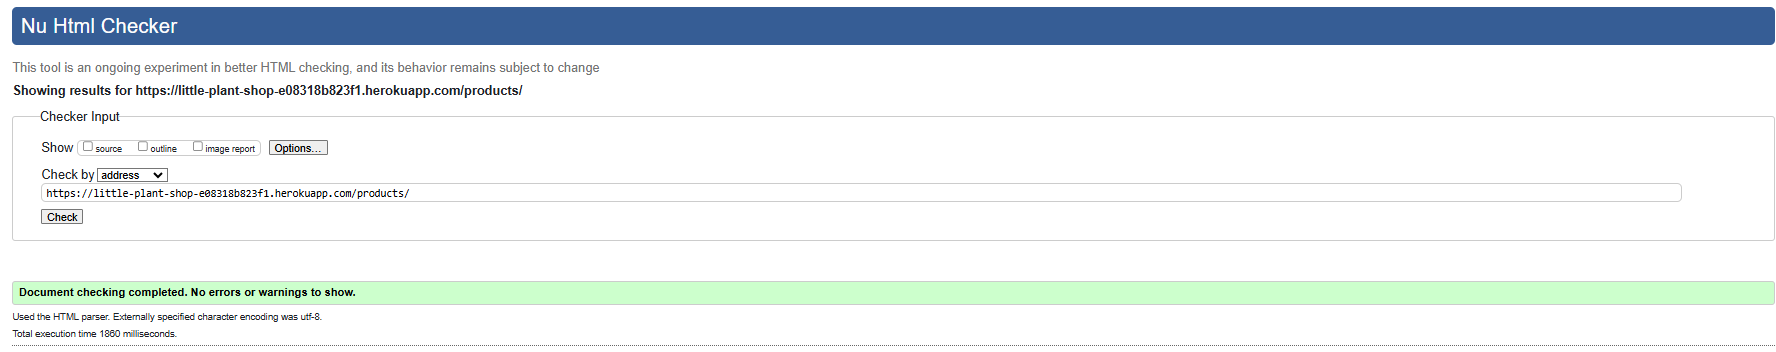 Nu Html Checker
This tool is an ongoing experiment in better HTML checking, and its behavior remains subject to change
Showing results for https://little-plant-shop-e08318b823f1.herokuapp.com/products/
Checker Input
Show source outline image report Options...
Check by address
https://little-plant-shop-e08318b823f1.herokuapp.com/products/
Check
Document checking completed. No errors or warnings to show.
Used the HTML parser. Externally specified character encoding was utf-8.
Total execution time 1860 milliseconds.